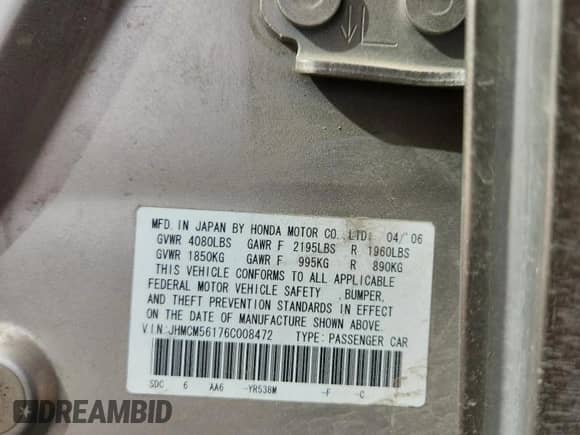 MFD. IN JAPAN BY HONDA MOTOR CO., LTD. 04/ 06
GVWR 4080LBS GAWR F 2195LBS R 1960LBS
GVWR 1850KG GAWR F 995KG R 890KG
THIS VEHICLE CONFORMS TO ALL APPLICABLE
FEDERAL MOTOR VEHICLE SAFETY ,BUMPER,
AND THEFT PREVENTION STANDARDS IN EFFECT
ON THE DATE OF MANUFACTURE SHOWN ABOVE.
VIN:JHMCM56176C008472 TYPE:PASSENGER CAR
SDC 6 AA6 -YR538M -F -C
DREAMBID